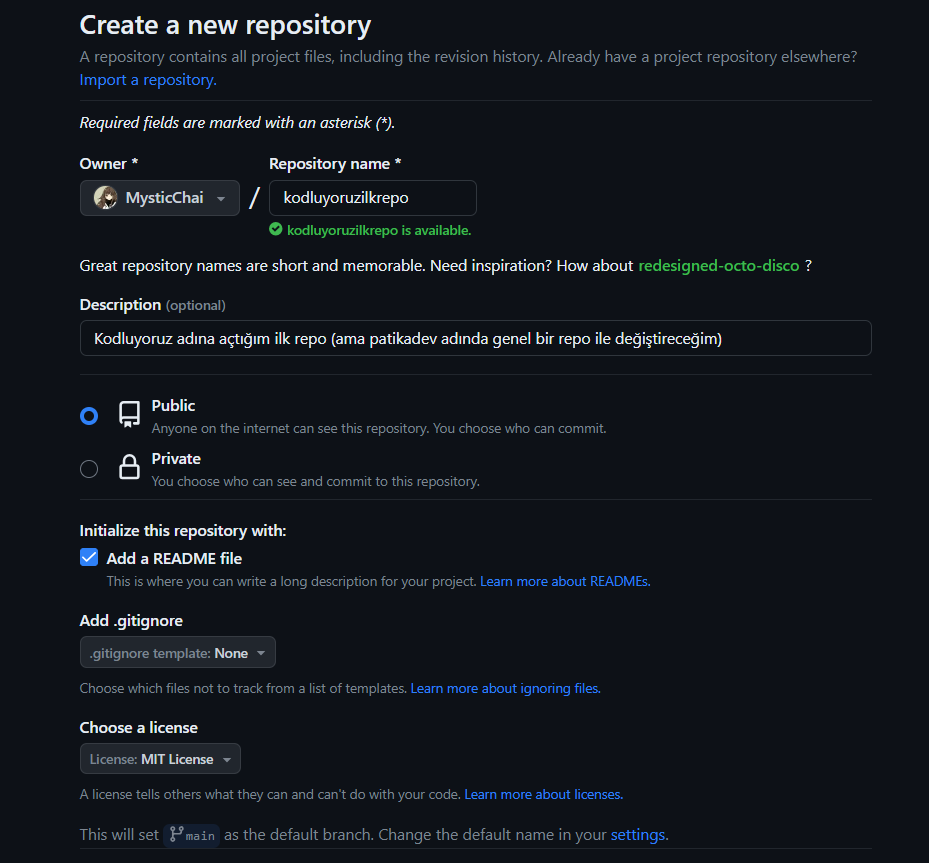 Create a new repository
A repository contains all project files, including the revision history. Already have a project repository elsewhere?
Import a repository.
Required fields are marked with an asterisk (*).
Owner * Repository name *
MysticChai / kodluyoruzilkrepo
kodluyoruzilkrepo is available.
Great repository names are short and memorable. Need inspiration? How about redesigned-octo-disco ?
Description (optional)
Kodluyoruz adına açtığım ilk repo (ama patikadev adında genel bir repo ile değiştireceğim)
Public
Anyone on the internet can see this repository. You choose who can commit.
Private
You choose who can see and commit to this repository.
Initialize this repository with:
Add a README file
This is where you can write a long description for your project. Learn more about READMEs.
Add .gitignore
.gitignore template: None
Choose which files not to track from a list of templates. Learn more about ignoring files.
Choose a license
License: MIT License
A license tells others what they can and can't do with your code. Learn more about licenses.
This will set main as the default branch. Change the default name in your settings.